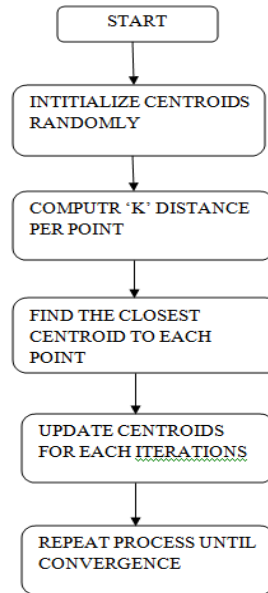 START
INTITIALIZE CENTROIDS
RANDOMLY
COMPUTR ‘K’ DISTANCE
PER POINT
FIND THE CLOSEST
CENTROID TO EACH
POINT
UPDATE CENTROIDS
FOR EACH ITERATIONS
REPEAT PROCESS UNTIL
CONVERGENCE